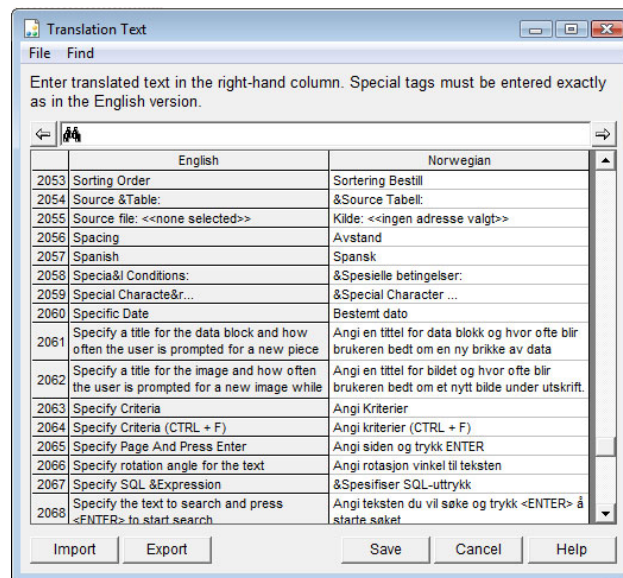 Translation Text
File Find
Enter translated text in the right-hand column. Special tags must be entered exactly
as in the English version.
English Norwegian
2053 Sorting Order Sortering Bestill
2054 Source &Table: &Source Tabell:
2055 Source file: <<none selected>> Kilde: <<ingen adresse valgt>>
2056 Spacing Avstand
2057 Spanish Spansk
2058 Specia&l Conditions: &Spesielle betingelser:
2059 Special Characte&r... &Special Character ...
2060 Specific Date Bestemt dato
2061 Specify a title for the data block and how Angi en tittel for data blokk og hvor ofte blir
often the user is prompted for a new piece brukeren bedt om en ny brikke av data
2062 Specify a title for the image and how often Angi en tittel for bildet og hvor ofte blir
the user is prompted for a new image while brukeren bedt om et nytt bilde under utskrift.
2063 Specify Criteria Angi Kriterier
2064 Specify Criteria (CTRL + F) Angi kriterier (CTRL + F)
2065 Specify Page And Press Enter Angi siden og trykk ENTER
2066 Specify rotation angle for the text Angi rotasjon vinkel til teksten
2067 Specify SQL &Expression &Spesifiser SQL-uttrykk
2068 Specify the text to search and press Angi teksten du vil søke og trykk <ENTER> å
<ENTER> to start search starte søket
Import Export Save Cancel Help